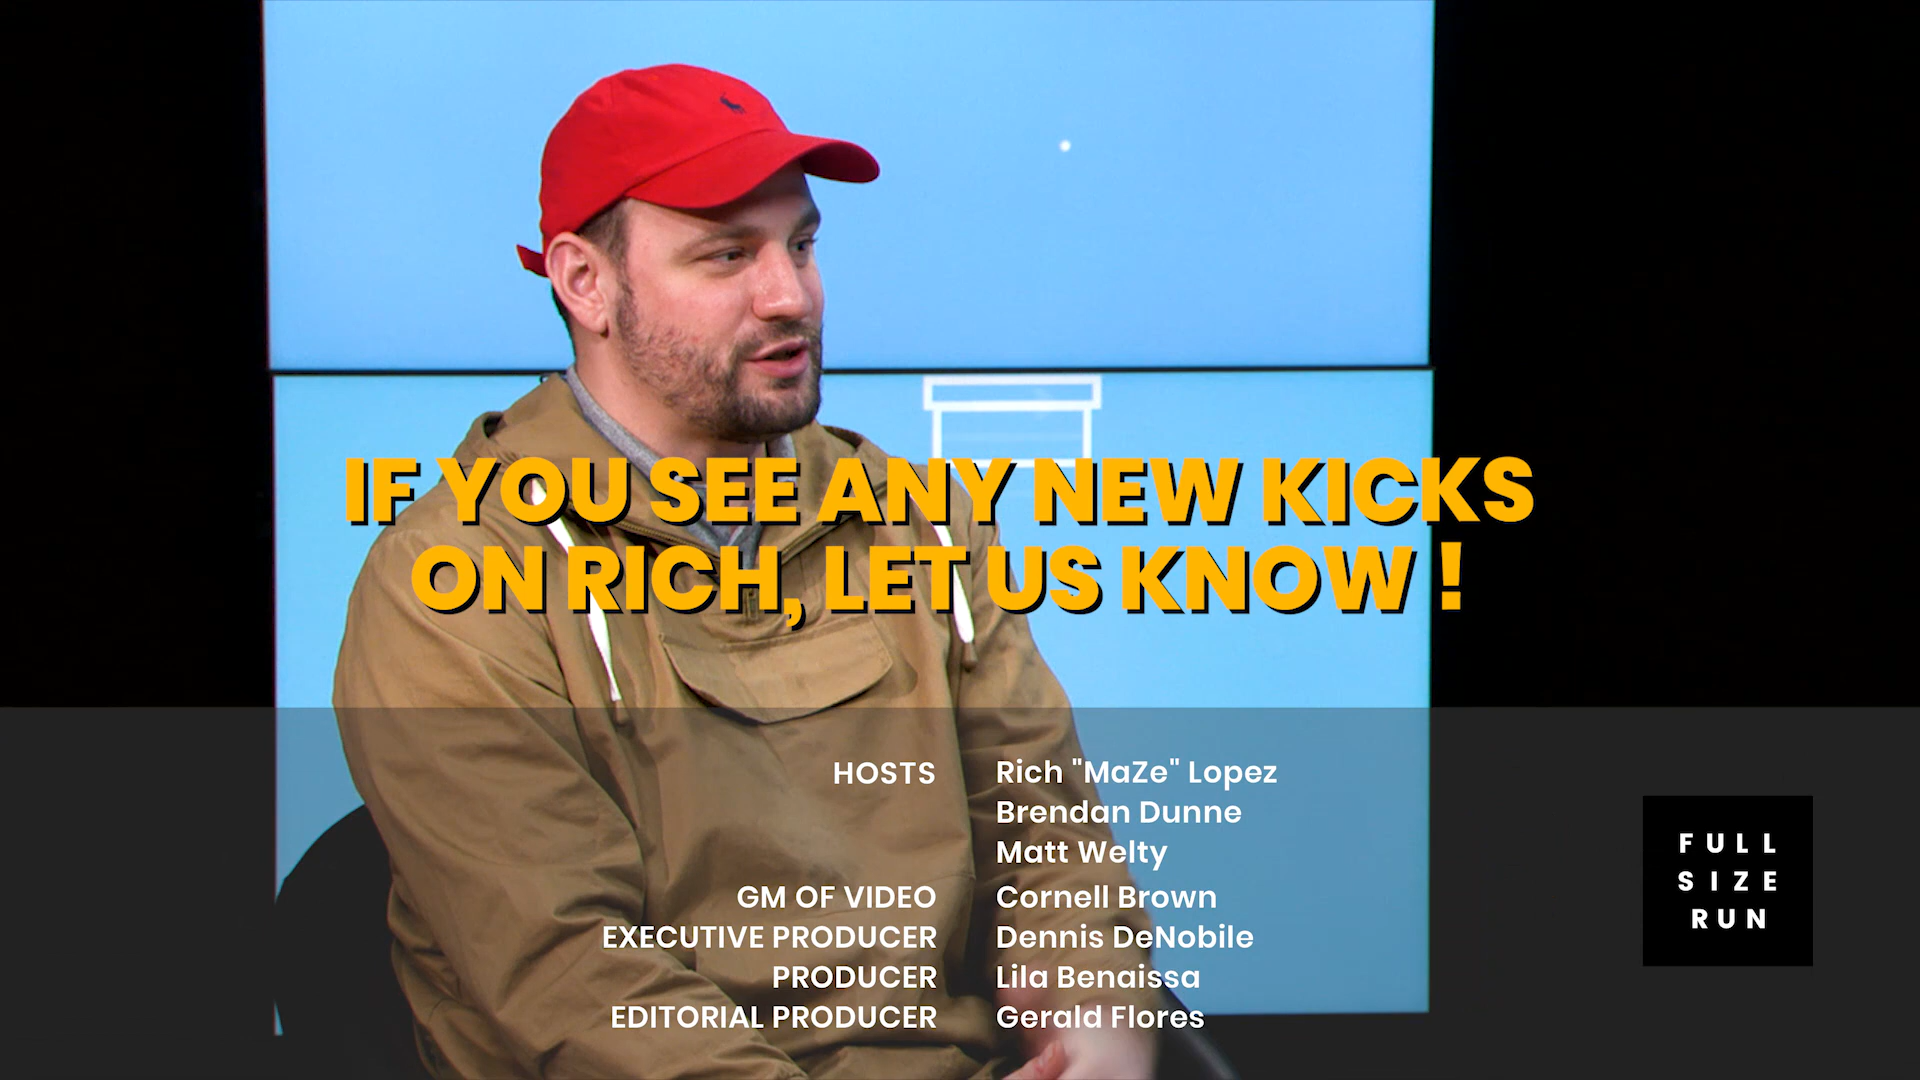 IF YOU SEE ANY NEW KICKS
ON RICH, LET US KNOW !
HOSTS Rich "MaZe" Lopez
Brendan Dunne
Matt Welty
GM OF VIDEO Cornell Brown
EXECUTIVE PRODUCER Dennis DeNobile
PRODUCER Lila Benaissa
EDITORIAL PRODUCER Gerald Flores
FULL
SIZE
RUN